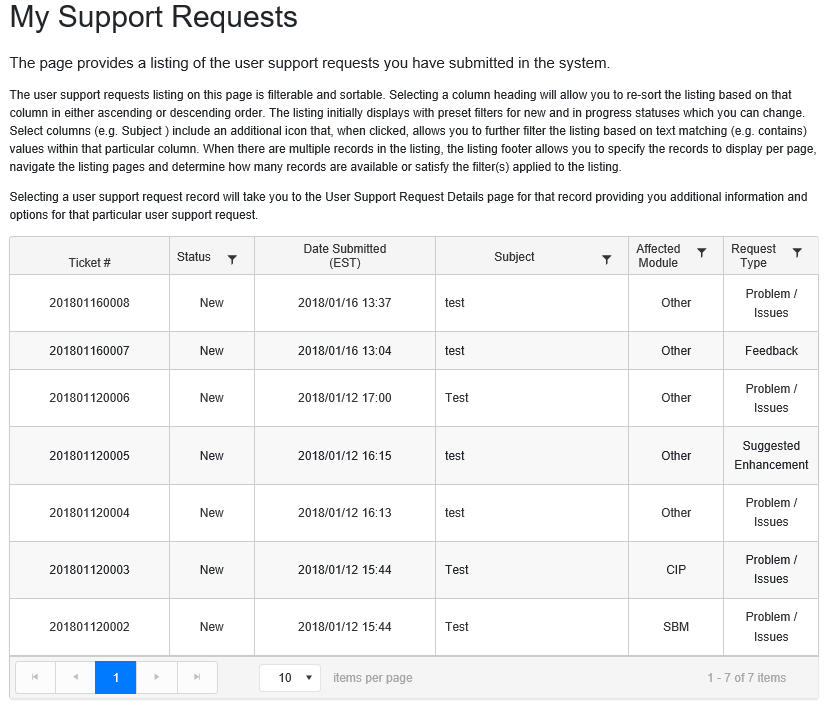 My Support Requests
The page provides a listing of the user support requests you have submitted in the system.
The user support requests listing on this page is filterable and sortable. Selecting a column heading will allow you to re-sort the listing based on that
column in either ascending or descending order. The listing initially displays with preset filters for new and in progress statuses which you can change.
Select columns (e.g. Subject ) include an additional icon that, when clicked, allows you to further filter the listing based on text matching (e.g. contains)
values within that particular column. When there are multiple records in the listing, the listing footer allows you to specify the records to display per page,
navigate the listing pages and determine how many records are available or satisfy the filter(s) applied to the listing.
Selecting a user support request record will take you to the User Support Request Details page for that record providing you additional information and
options for that particular user support request.
Ticket # Status Date Submitted (EST) Subject Affected Module Request Type
201801160008 New 2018/01/16 13:37 test Other Problem / Issues
201801160007 New 2018/01/16 13:04 test Other Feedback
201801120006 New 2018/01/12 17:00 Test Other Problem / Issues
201801120005 New 2018/01/12 16:15 test Other Suggested Enhancement
201801120004 New 2018/01/12 16:13 test Other Problem / Issues
201801120003 New 2018/01/12 15:44 Test CIP Problem / Issues
201801120002 New 2018/01/12 15:44 Test SBM Problem / Issues
1 10 items per page 1 - 7 of 7 items